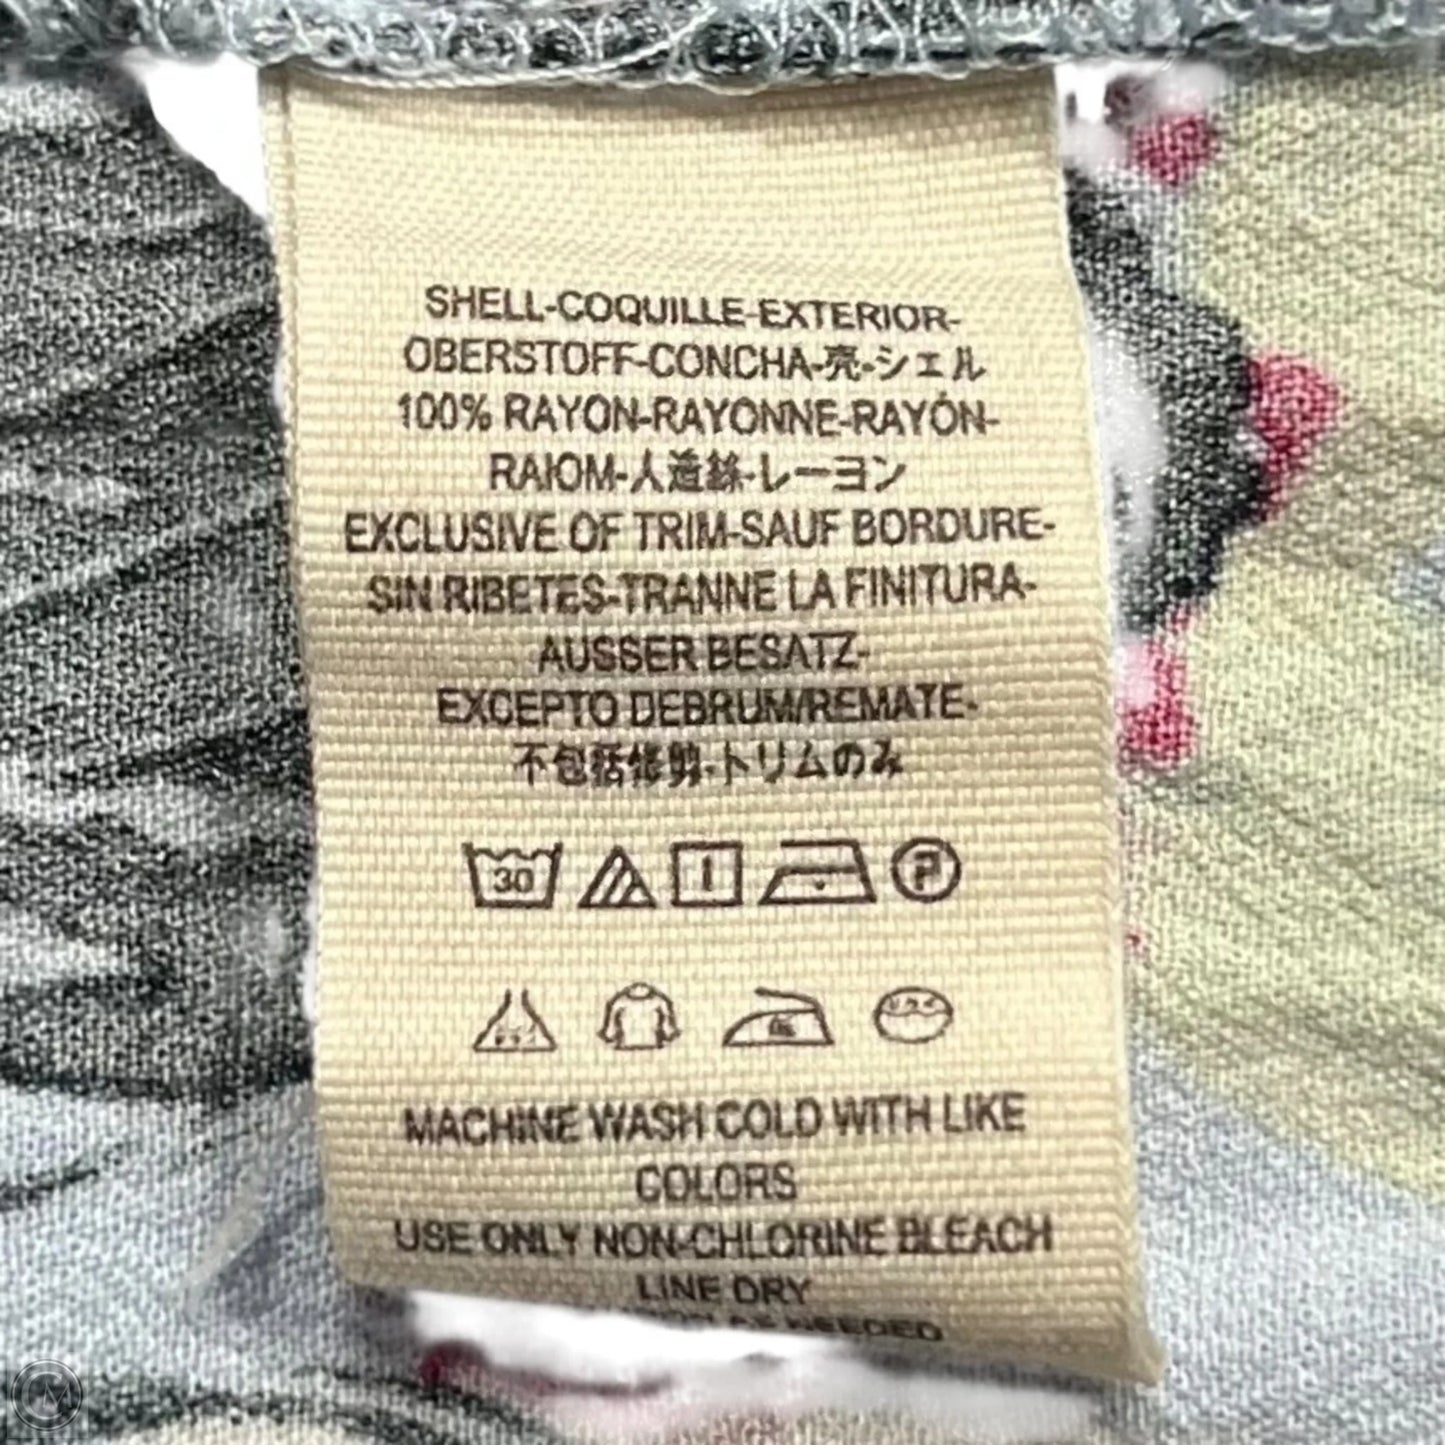 SHELL-COQUILLE-EXTERIOR-
OBERSTOFF-CONCHA-壳-シェル
100% RAYON-RAYONNE-RAYÓN-
RAIOM-人造絲-レーヨン
EXCLUSIVE OF TRIM-SAUF BORDURE-
SIN RIBETES-TRANNE LA FINITURA-
AUSSER BESATZ-
EXCEPTO DEBRUM/REMATE-
不包括修剪-トリムのみ
30
P
MACHINE WASH COLD WITH LIKE
COLORS
USE ONLY NON-CHLORINE BLEACH
LINE DRY
AS NEEDED